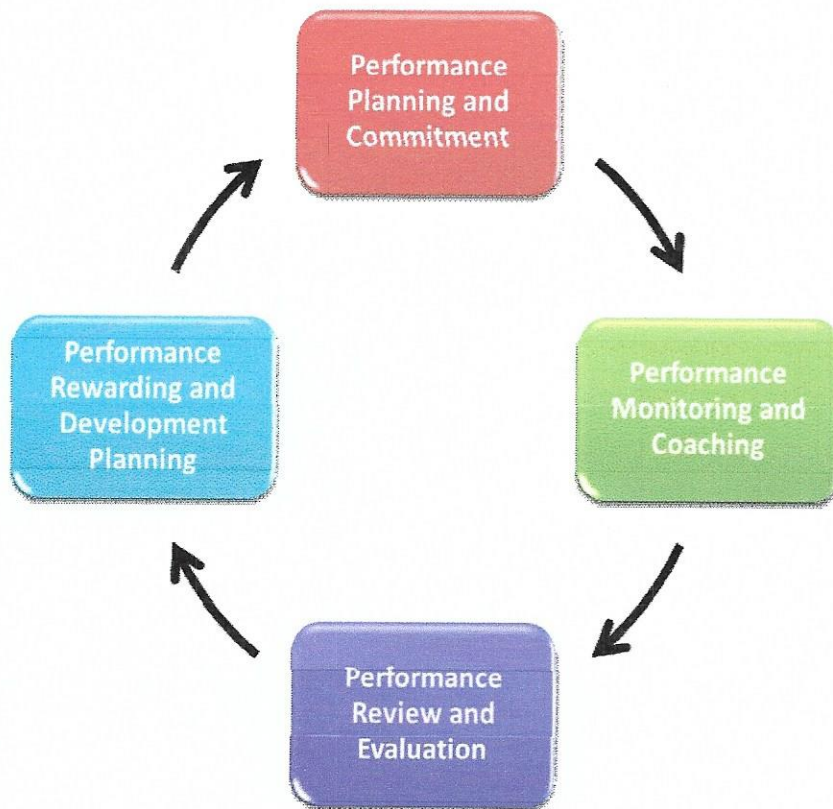 Performance
Planning and
Commitment
Performance
Monitoring and
Coaching
Performance
Review and
Evaluation
Performance
Rewarding and
Development
Planning